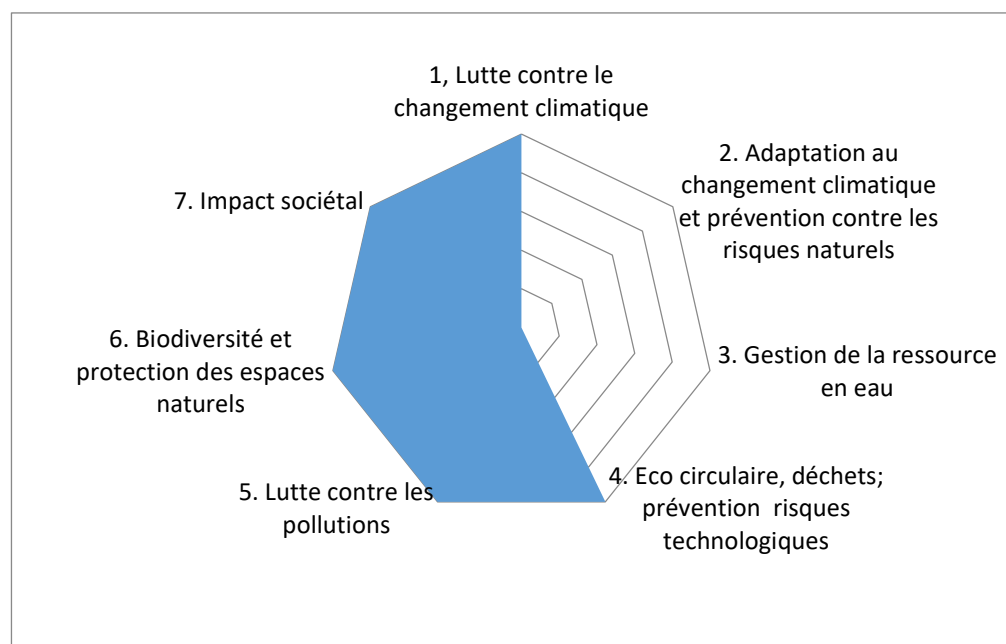 1, Lutte contre le
changement climatique
2. Adaptation au
changement climatique
et prévention contre les
risques naturels
3. Gestion de la ressource
en eau
4. Eco circulaire, déchets;
prévention  risques
technologiques
5. Lutte contre les
pollutions
6. Biodiversité et
protection des espaces
naturels
7. Impact sociétal